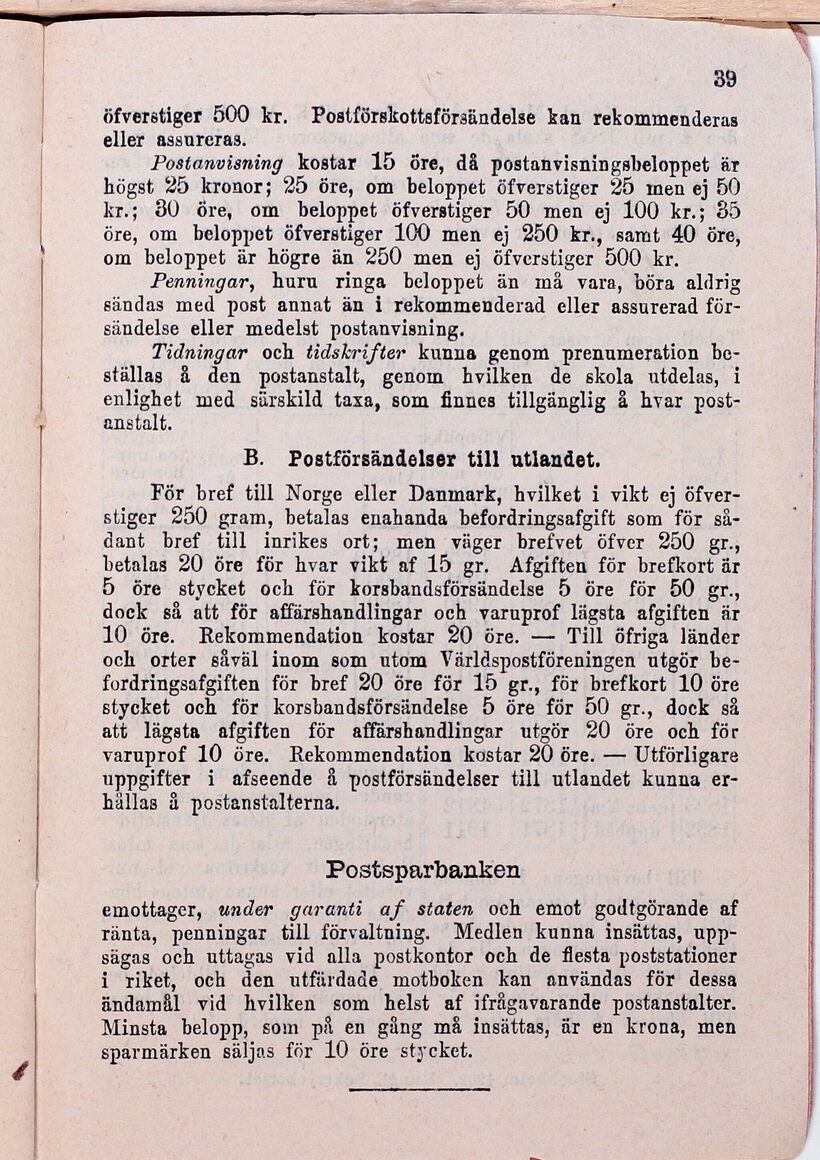 39
öfverstiger 500 kr. Postförskottsförsändelse kan rekommenderas
eller assureras.
Postanvisning kostar 15 öre, då postanvisningsbeloppet är
högst 25 kronor; 25 öre, om beloppet öfverstiger 25 men ej 50
kr.; 30 öre, om beloppet öfverstiger 50 men ej 100 kr.; 35
öre, om beloppet öfverstiger 100 men ej 250 kr., samt 40 öre,
om beloppet är högre än 250 men ej öfverstiger 500 kr.
Penningar, huru ringa beloppet än må vara, böra aldrig
sändas med post annat än i rekommenderad eller assurerad för-
sändelse eller medelst postanvisning.
Tidningar och tidskrifter kunna genom prenumeration be-
ställas å den postanstalt, genom hvilken de skola utdelas, i
enlighet med särskild taxa, som finnes tillgänglig å hvar post-
anstalt.
B. Postförsändelser till utlandet.
För bref till Norge eller Danmark, hvilket i vikt ej öfver-
stiger 250 gram, betalas enahanda befordringsafgift som för så-
dant bref till inrikes ort; men väger brefvet öfver 250 gr.,
betalas 20 öre för hvar vikt af 15 gr. Afgiften för brefkort är
5 öre stycket och för korsbandsförsändelse 5 öre för 50 gr.,
dock så att för affärshandlingar och varuprof lägsta afgiften är
10 öre. Rekommendation kostar 20 öre. — Till öfriga länder
och orter såväl inom som utom Världspostföreningen utgör be-
fordringsafgiften för bref 20 öre för 15 gr., för brefkort 10 öre
stycket och för korsbandsförsändelse 5 öre för 50 gr., dock så
att lägsta afgiften för affärshandlingar utgör 20 öre och för
varuprof 10 öre. Rekommendation kostar 20 öre. — Utförligare
uppgifter i afseende å postförsändelser till utlandet kunna er-
hållas å postanstalterna.
Postsparbanken
emottager, under garanti af staten och emot godtgörande af
ränta, penningar till förvaltning. Medlen kunna insättas, upp-
sägas och uttagas vid alla postkontor och de flesta poststationer
i riket, och den utfärdade motboken kan användas för dessa
ändamål vid hvilken som helst af ifrågavarande postanstalter.
Minsta belopp, som på en gång må insättas, är en krona, men
sparmärken säljas för 10 öre stycket.